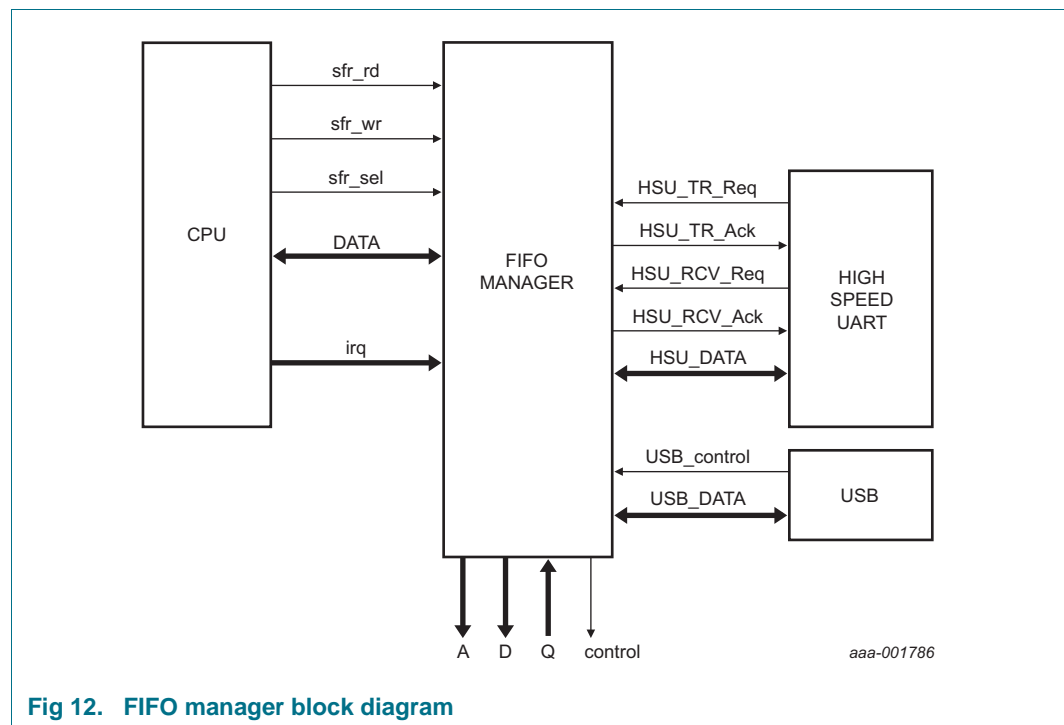 sfr_rd
sfr_wr
sfr_sel
CPU
DATA
irq
FIFO
MANAGER
HSU_TR_Req
HSU_TR_Ack
HSU_RCV_Req
HSU_RCV_Ack
HSU_DATA
HIGH
SPEED
UART
USB_control
USB_DATA
USB
A D Q control
aaa-001786
Fig 12. FIFO manager block diagram